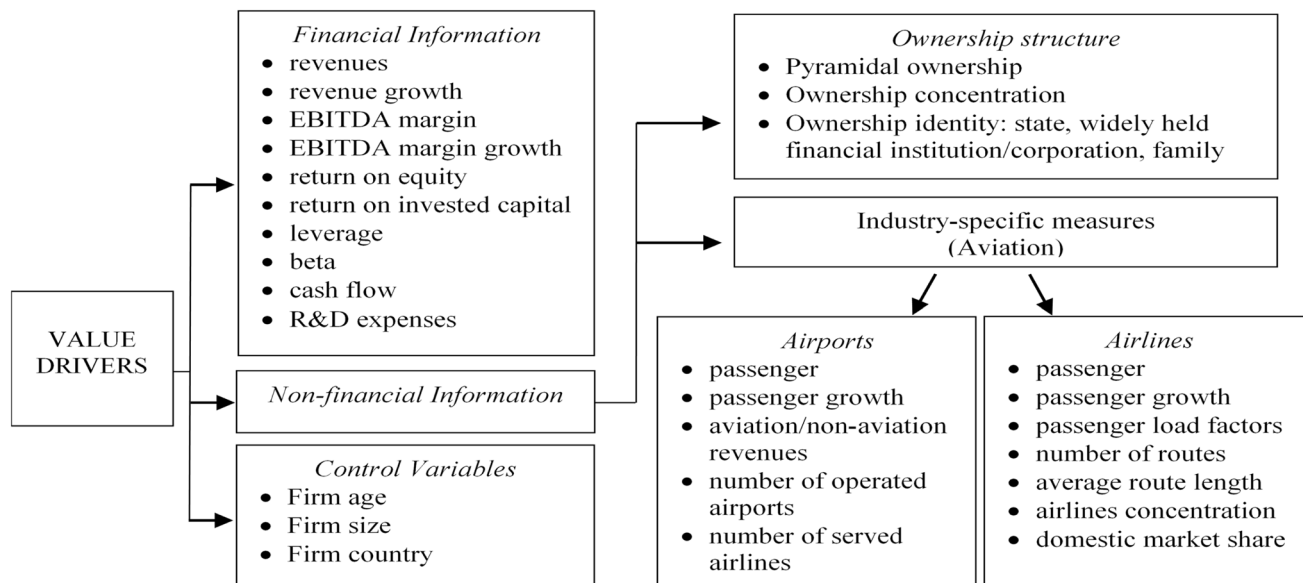 VALUE
DRIVERS
Financial Information
• revenues
• revenue growth
• EBITDA margin
• EBITDA margin growth
• return on equity
• return on invested capital
• leverage
• beta
• cash flow
• R&D expenses
Non-financial Information
Control Variables
• Firm age
• Firm size
• Firm country
Ownership structure
• Pyramidal ownership
• Ownership concentration
• Ownership identity: state, widely held
financial institution/corporation, family
Industry-specific measures
(Aviation)
Airports
• passenger
• passenger growth
• aviation/non-aviation
revenues
• number of operated
airports
• number of served
airlines
Airlines
• passenger
• passenger growth
• passenger load factors
• number of routes
• average route length
• airlines concentration
• domestic market share